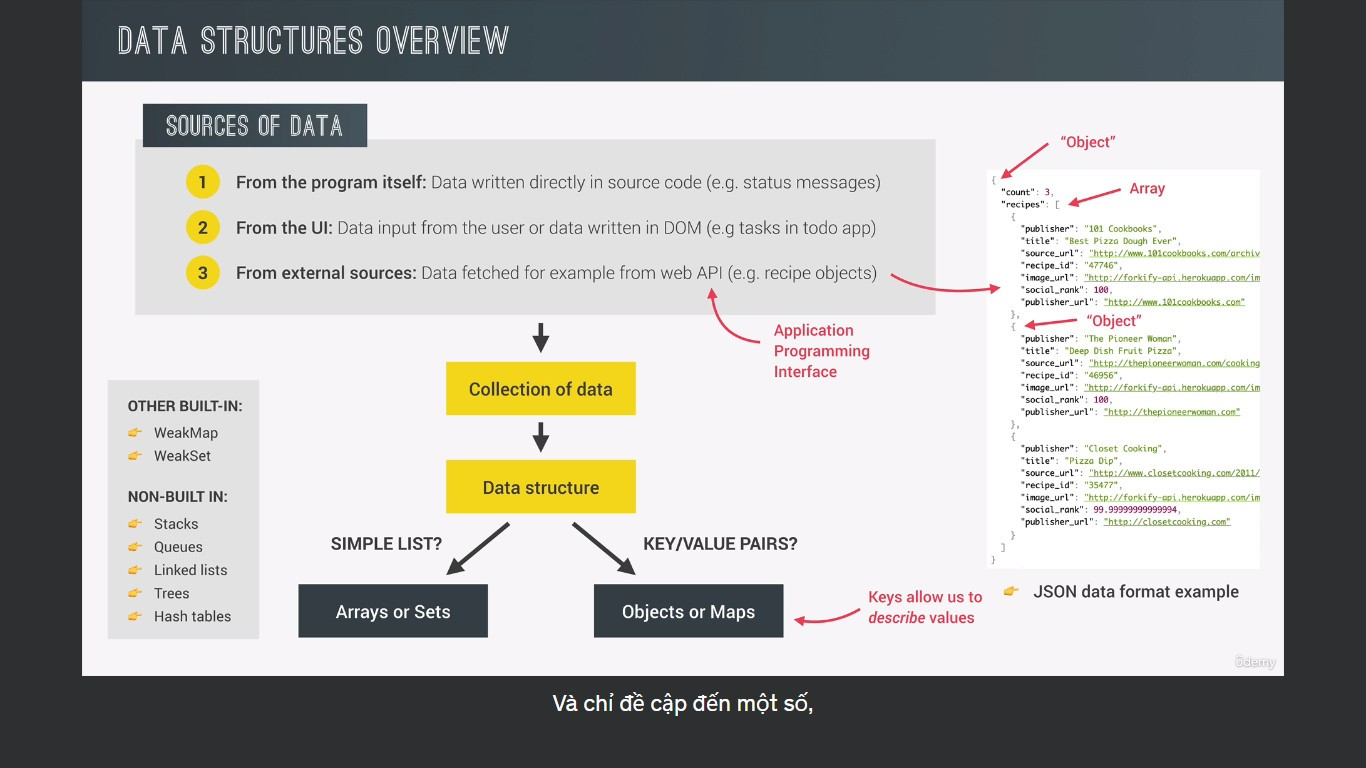 DATA STRUCTURES OVERVIEW
SOURCES OF DATA
1 From the program itself: Data written directly in source code (e.g. status messages)
2 From the UI: Data input from the user or data written in DOM (e.g tasks in todo app)
3 From external sources: Data fetched for example from web API (e.g. recipe objects)
Application
Programming
Interface
Collection of data
Data structure
SIMPLE LIST?
KEY/VALUE PAIRS?
Arrays or Sets
Objects or Maps
Keys allow us to
describe values
OTHER BUILT-IN:
WeakMap
WeakSet
NON-BUILT IN:
Stacks
Queues
Linked lists
Trees
Hash tables
"Object"
Array
"Object"
{
"count": 3,
"recipes": [
{
"publisher": "101 Cookbooks",
"title": "Best Pizza Dough Ever",
"source_url": "http://www.101cookbooks.com/archiv
"recipe_id": "47746",
"image_url": "http://forkify-api.herokuapp.com/im
"social_rank": 100,
"publisher_url": "http://www.101cookbooks.com"
},
{
"publisher": "The Pioneer Woman",
"title": "Deep Dish Fruit Pizza",
"source_url": "http://thepioneerwoman.com/cooking
"recipe_id": "46956",
"image_url": "http://forkify-api.herokuapp.com/im
"social_rank": 100,
"publisher_url": "http://thepioneerwoman.com"
},
{
"publisher": "Closet Cooking",
"title": "Pizza Dip",
"source_url": "http://www.closetcooking.com/2011/
"recipe_id": "35477",
"image_url": "http://forkify-api.herokuapp.com/im
"social_rank": 99.99999999999994,
"publisher_url": "http://closetcooking.com"
}
]
}
JSON data format example
ûdemy
Và chỉ đề cập đến một số,